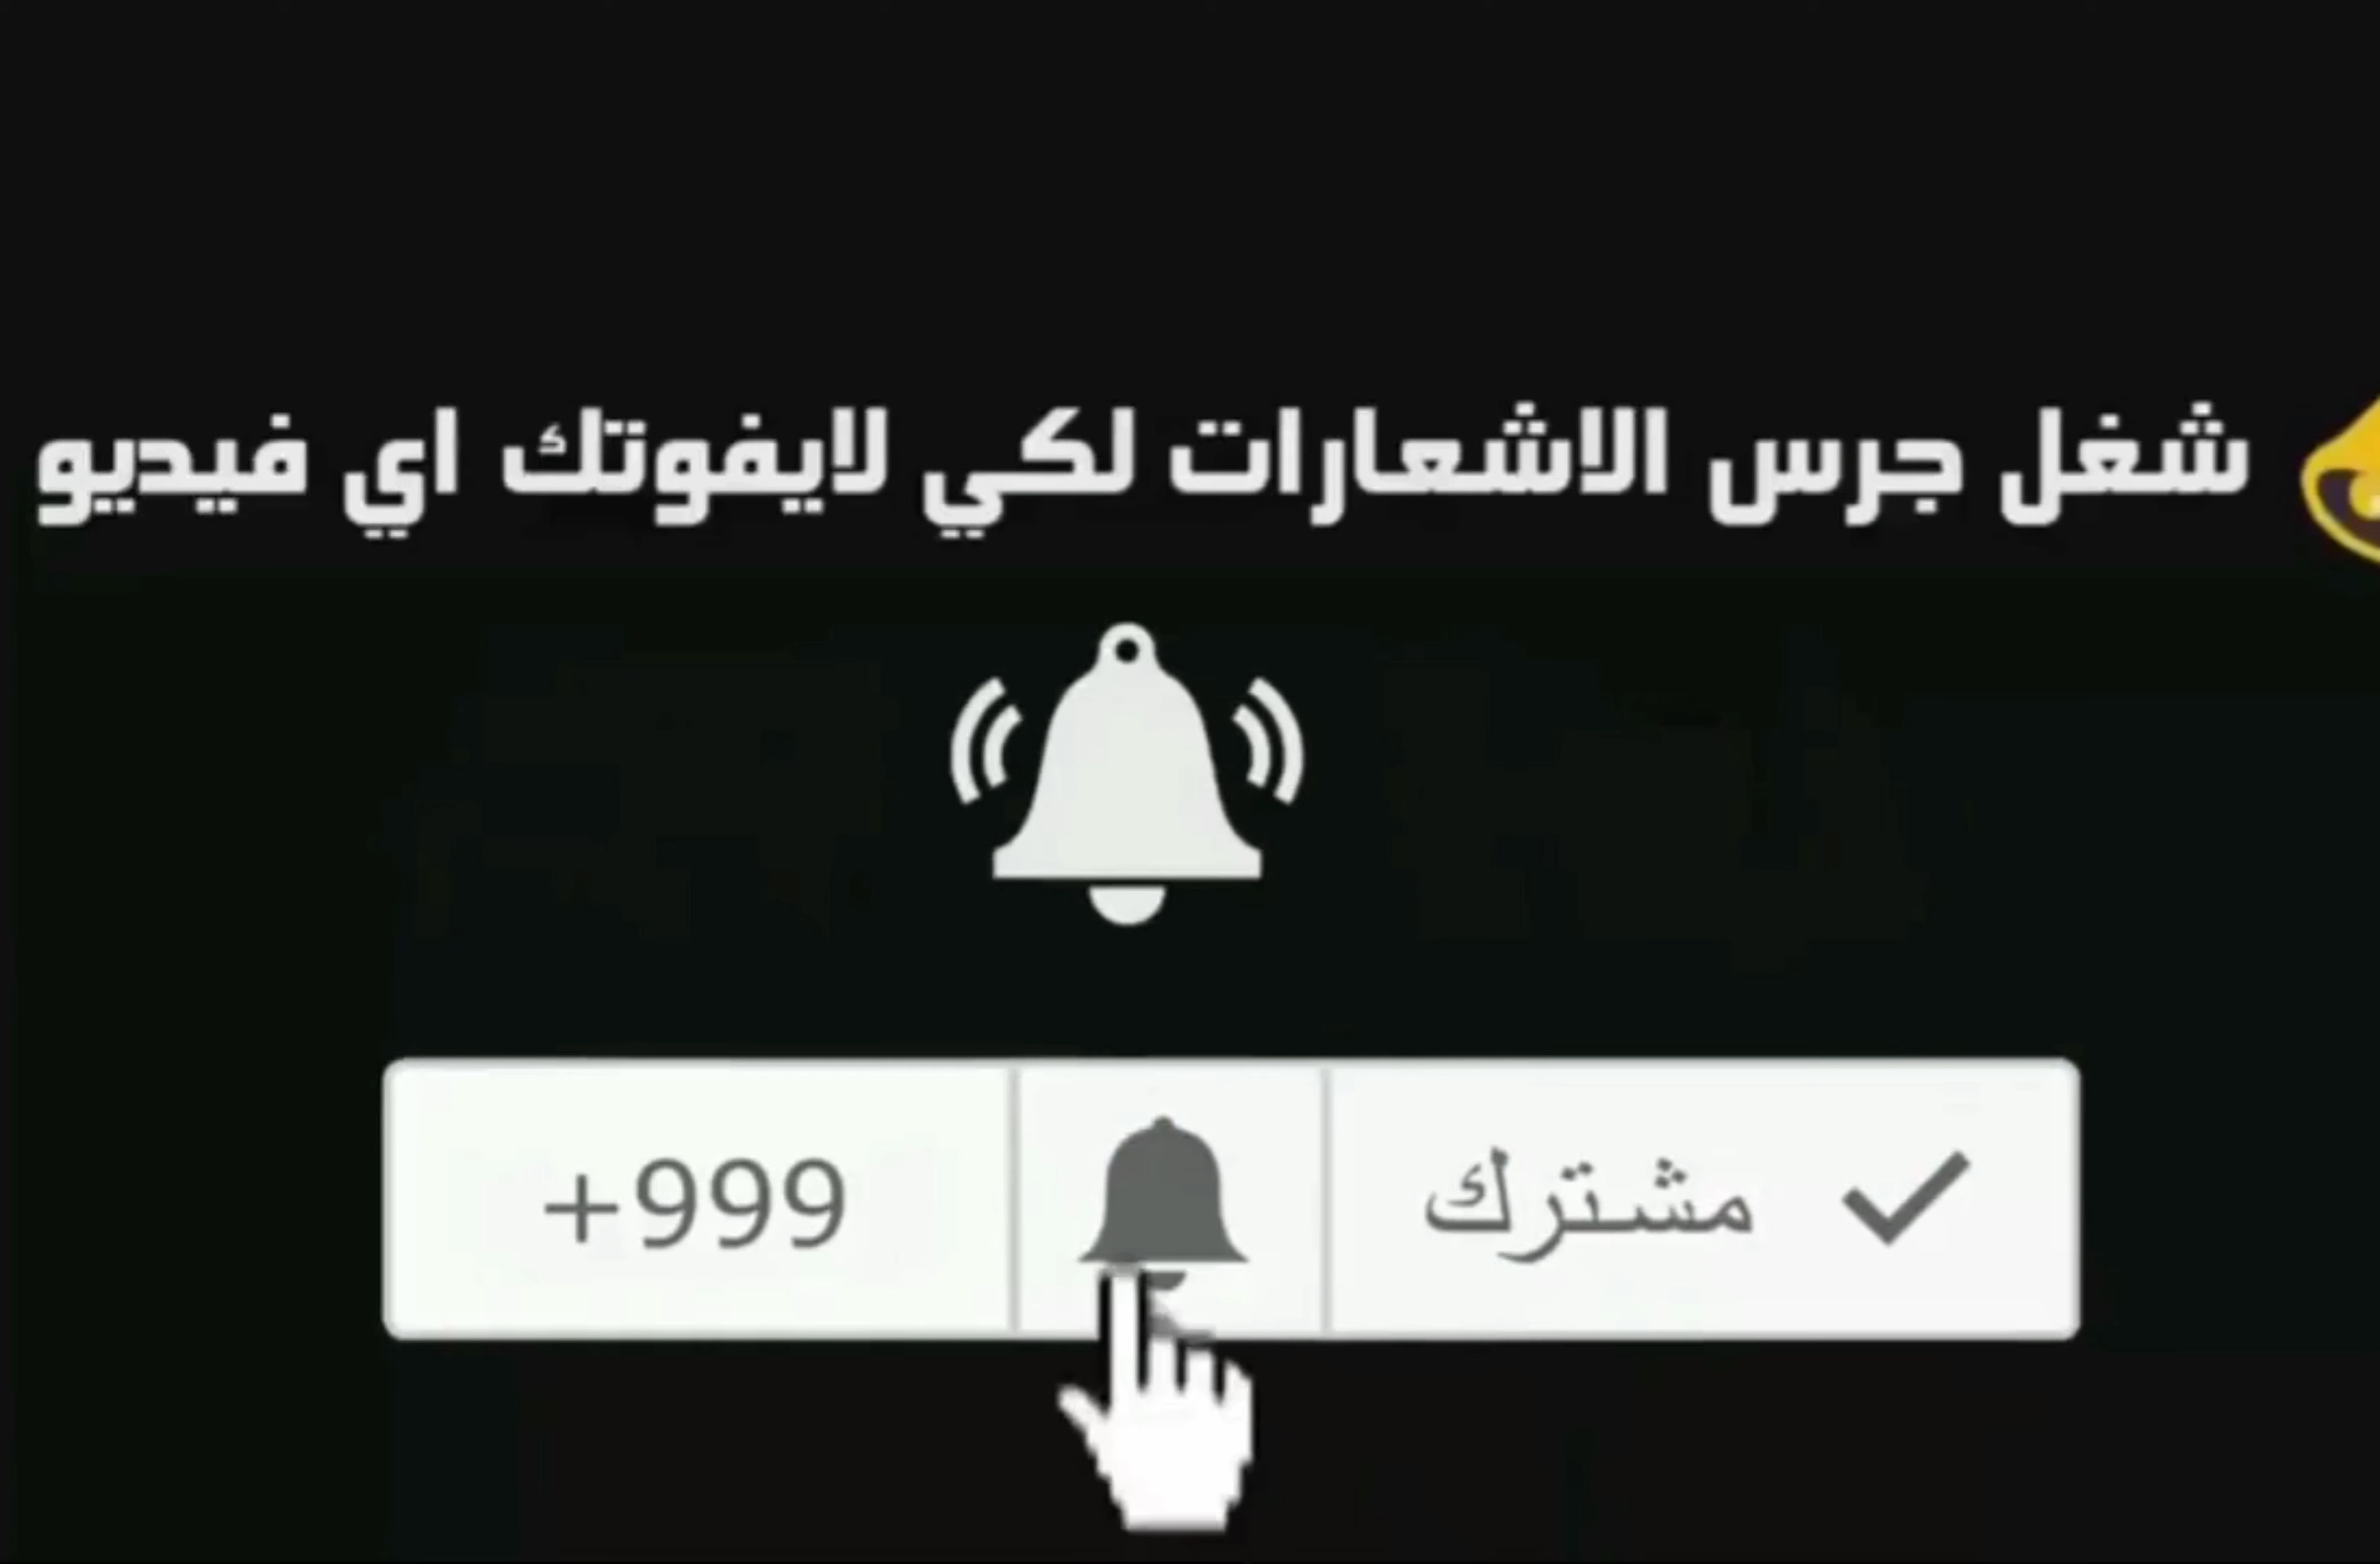 شغل جرس الاشعارات لكي لايفوتك اي فيديو
مشترك
+999